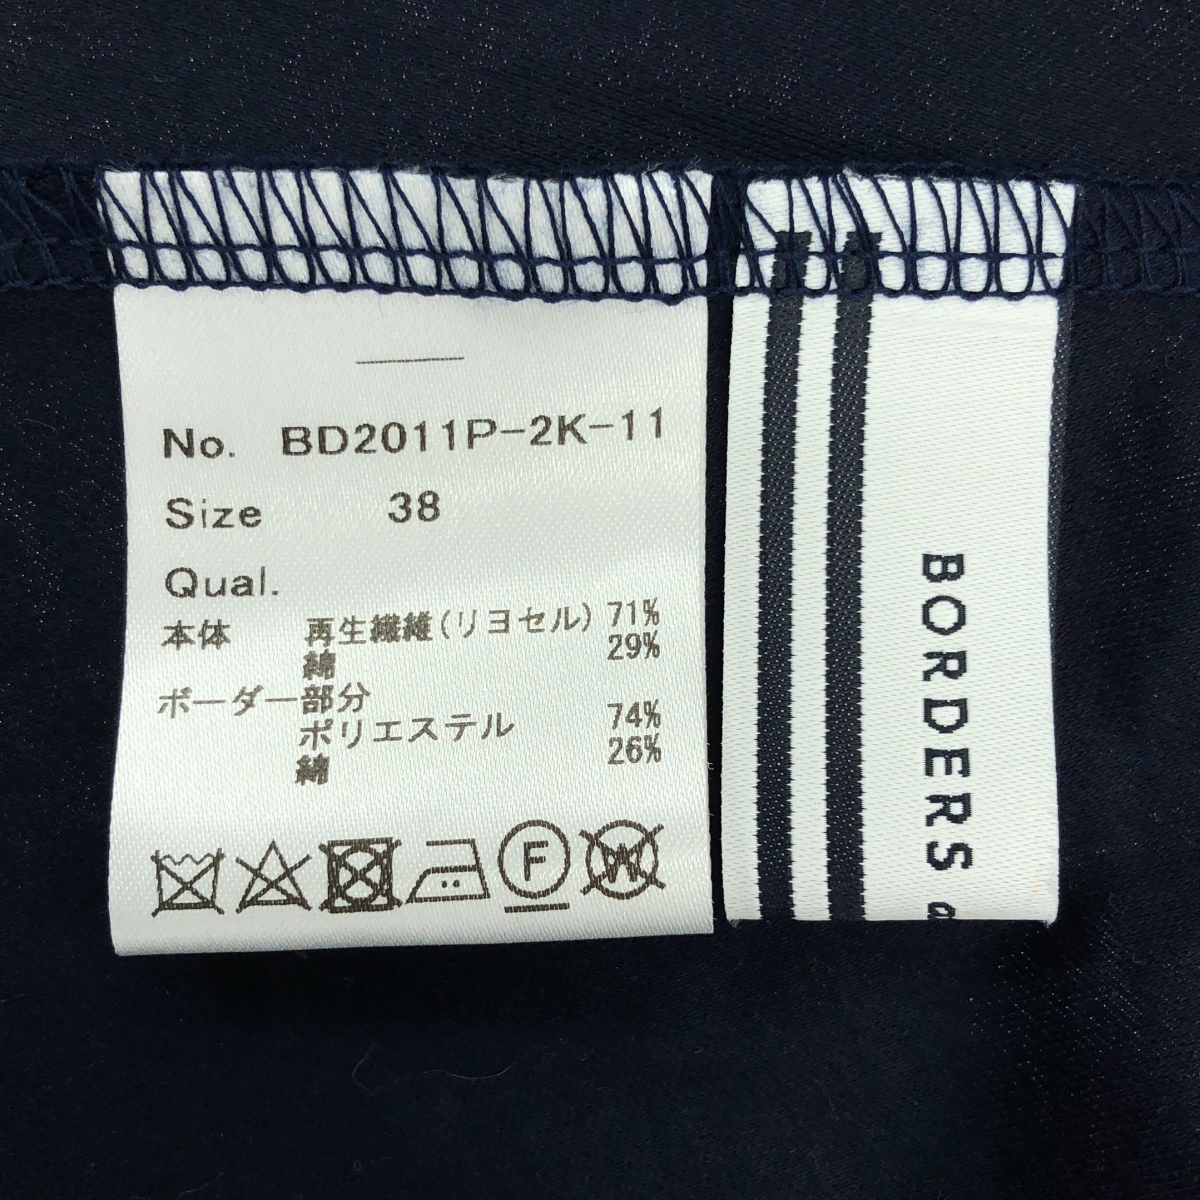 No. BD2011P-2K-11
Size 38
Qual.
本体 再生繊維(リヨセル) 71%
綿 29%
ボーダー部分
ポリエステル 74%
綿 26%
F
W
BORDERS a